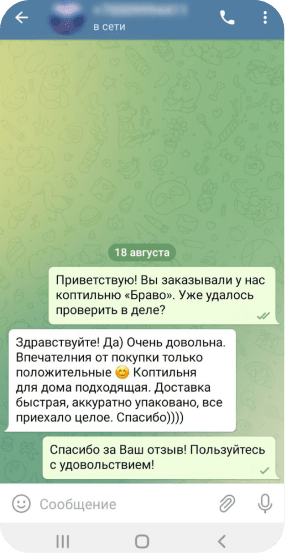 в сети
18 августа
Приветствую! Вы заказывали у нас
коптильню «Браво». Уже удалось
проверить в деле?
Здравствуйте! Да) Очень довольна.
Впечателния от покупки только
положительные 😊 Коптильня
для дома подходящая. Доставка
быстрая, аккуратно упаковано, все
приехало целое. Спасибо))))
Спасибо за Ваш отзыв! Пользуйтесь
с удовольствием!
Сообщение